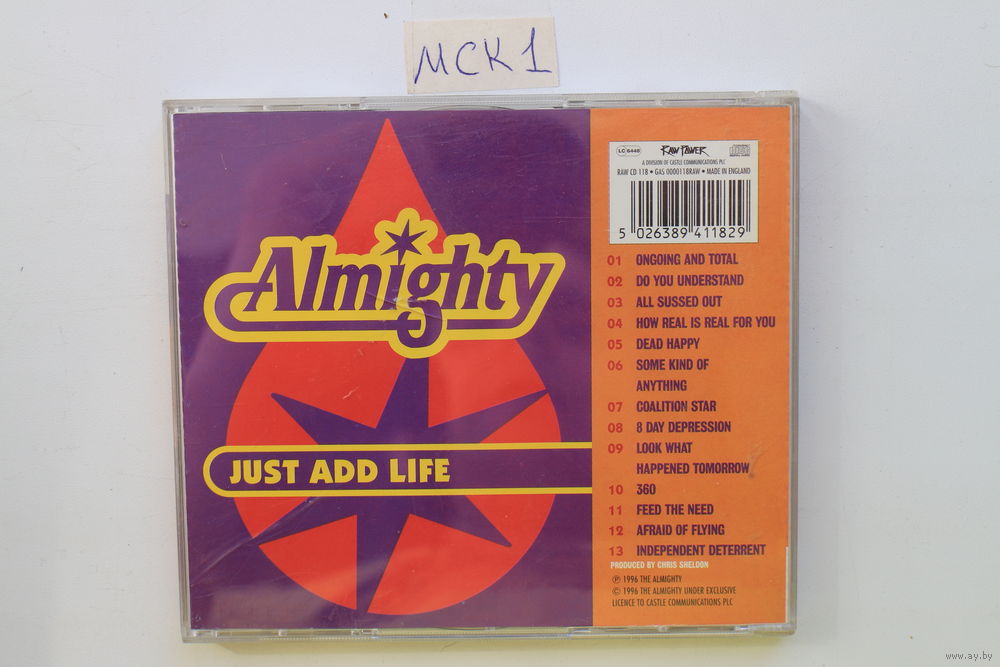 MCK1
Almighty
JUST ADD LIFE
LC 6448
RAW POWER
A DIVISION OF CASTLE COMMUNICATIONS PLC
RAW CD 118 • GAS 0000118RAW • MADE IN ENGLAND
5 026389 411829
01 ONGOING AND TOTAL
02 DO YOU UNDERSTAND
03 ALL SUSSED OUT
04 HOW REAL IS REAL FOR YOU
05 DEAD HAPPY
06 SOME KIND OF
ANYTHING
07 COALITION STAR
08 8 DAY DEPRESSION
09 LOOK WHAT
HAPPENED TOMORROW
10 360
11 FEED THE NEED
12 AFRAID OF FLYING
13 INDEPENDENT DETERRENT
PRODUCED BY CHRIS SHELDON
℗ 1996 THE ALMIGHTY
© 1996 THE ALMIGHTY UNDER EXCLUSIVE
LICENCE TO CASTLE COMMUNICATIONS PLC
www.ay.by